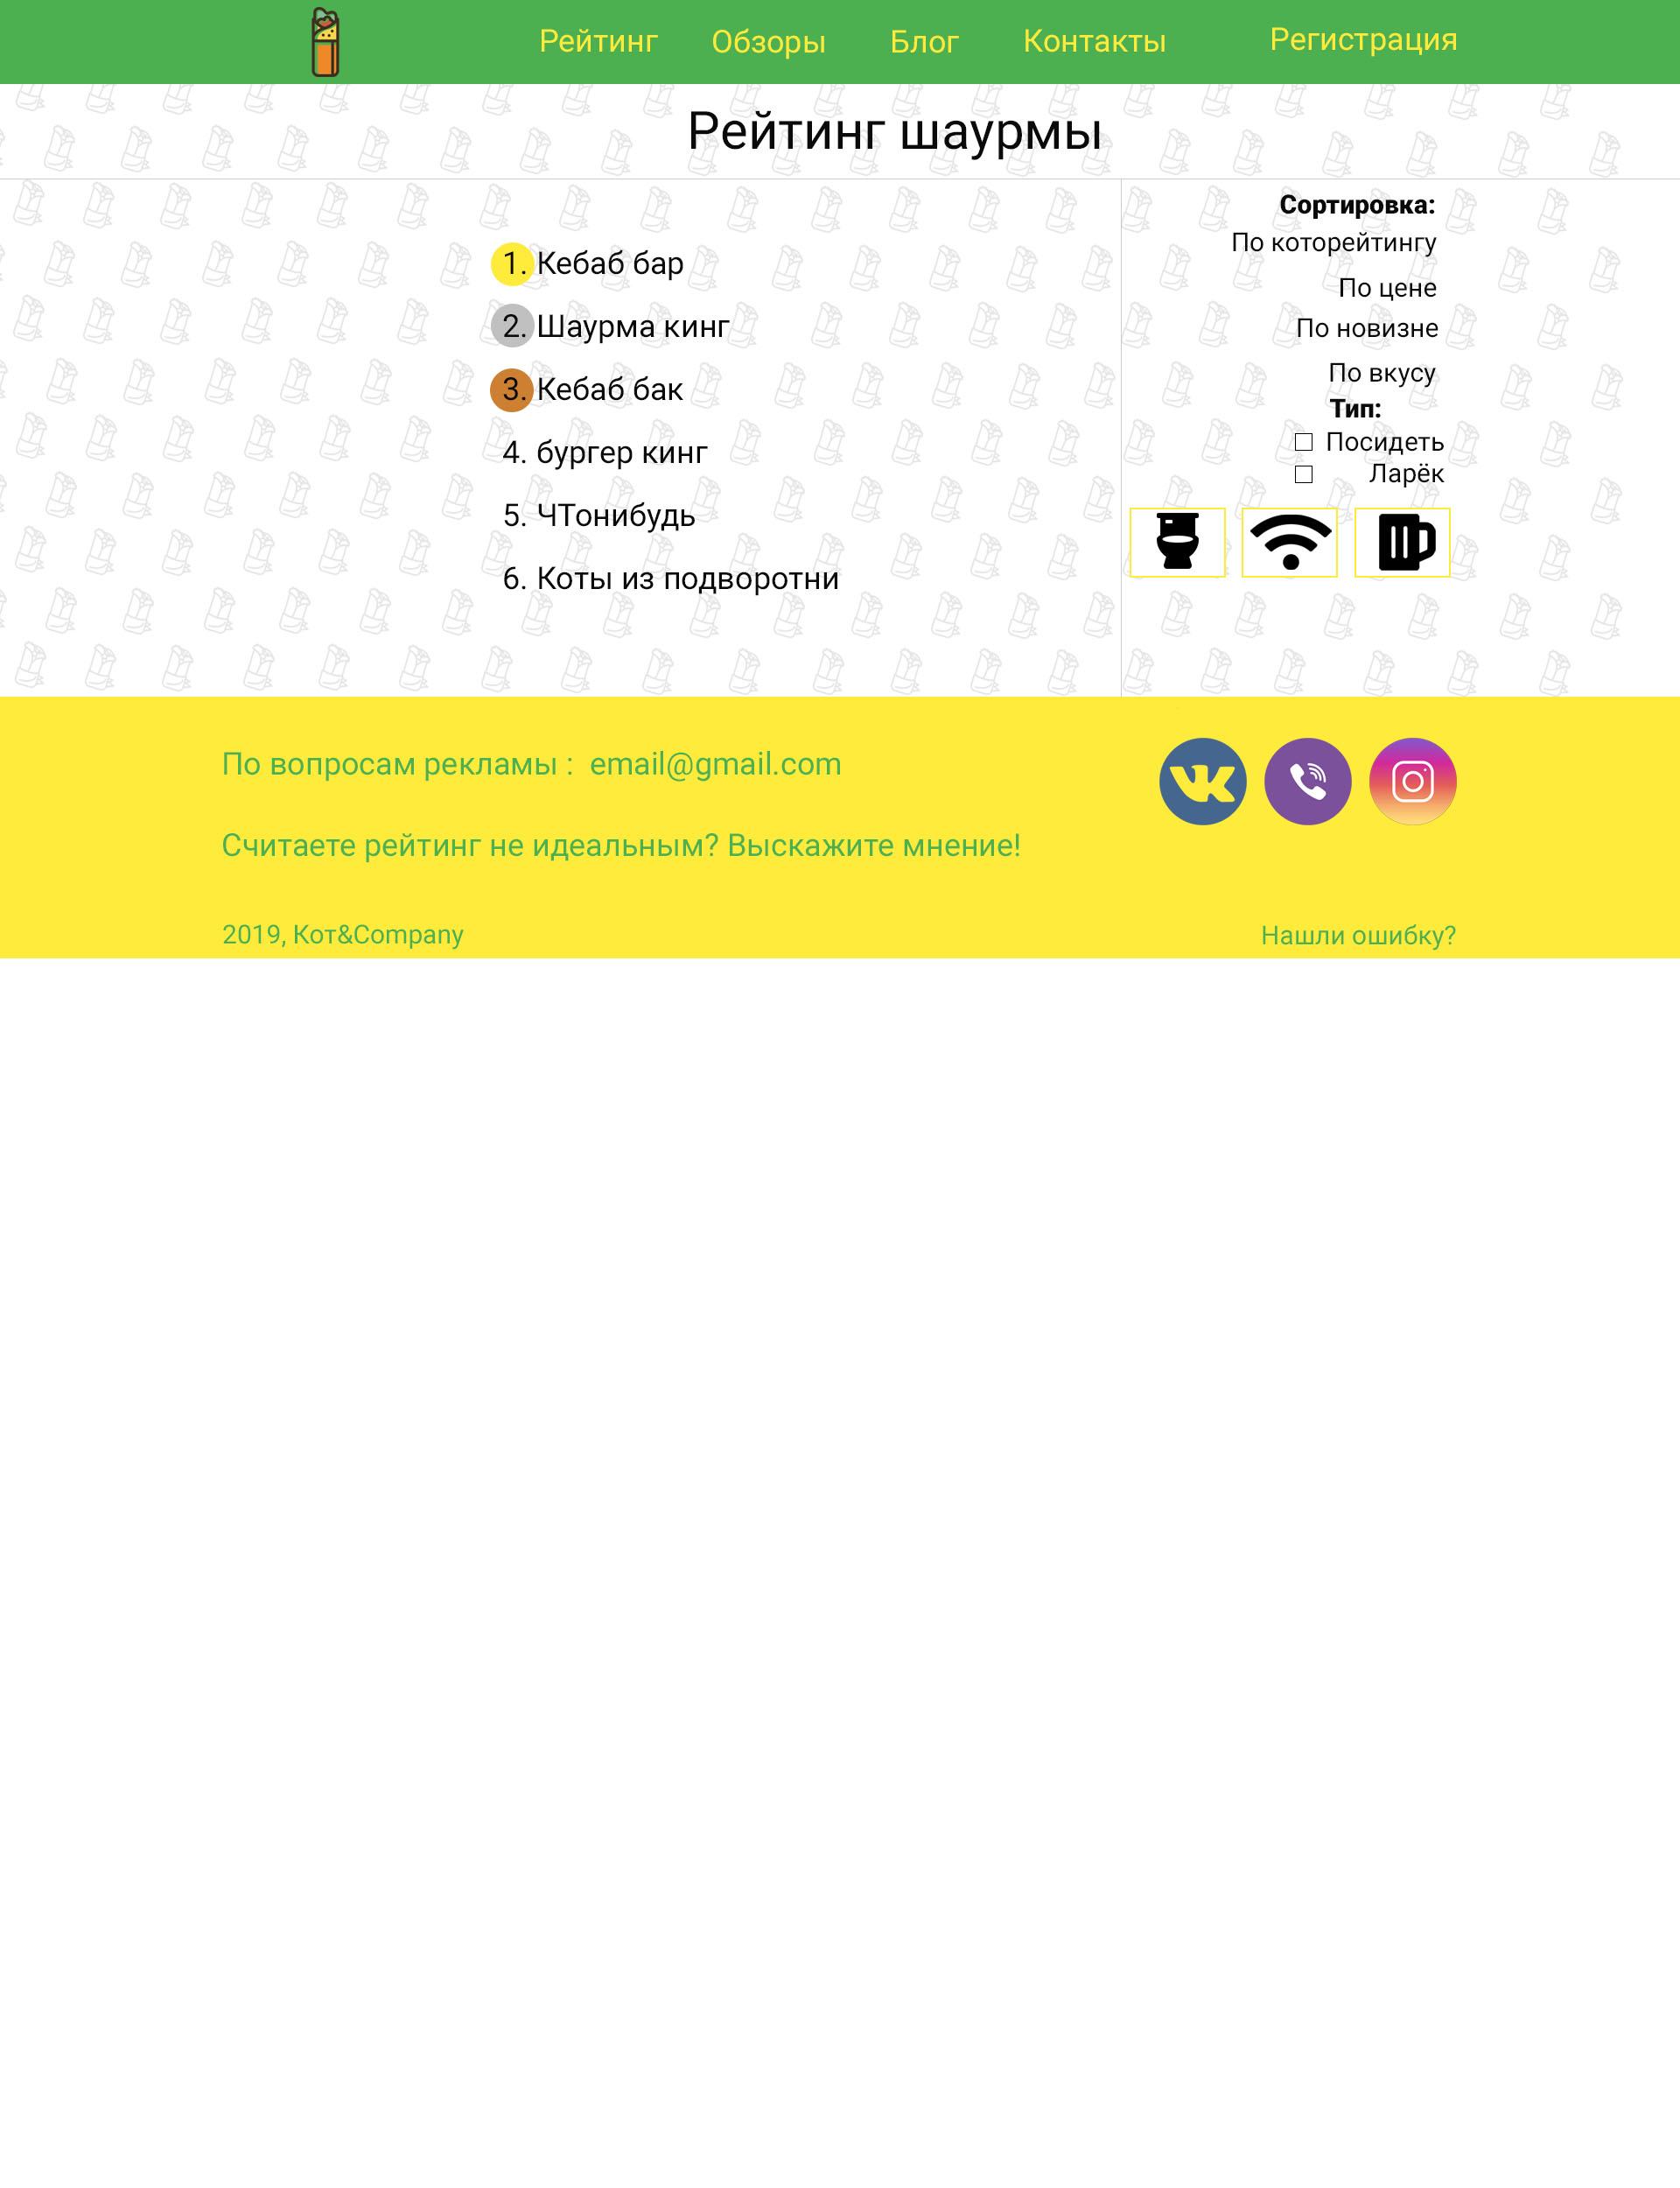 Рейтинг Обзоры Блог Контакты Регистрация
Рейтинг шаурмы
1. Кебаб бар
2. Шаурма кинг
3. Кебаб бак
4. бургер кинг
5. ЧТонибудь
6. Коты из подворотни
Сортировка:
По которейтингу
По цене
По новизне
По вкусу
Тип:
Посидеть
Ларёк
По вопросам рекламы : email@gmail.com
Считаете рейтинг не идеальным? Выскажите мнение!
2019, Кот&Company
Нашли ошибку?